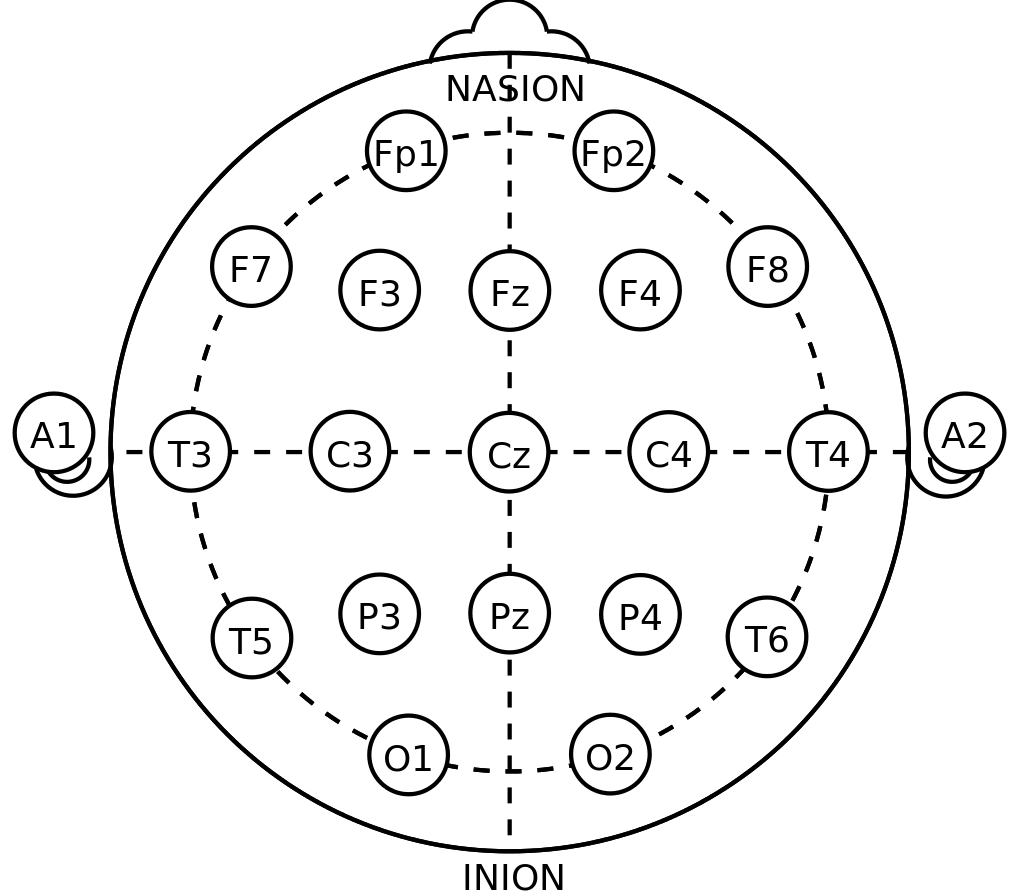 NASION
Fp1 Fp2
F7 F3 Fz F4 F8
A1 T3 C3 Cz C4 T4 A2
T5 P3 Pz P4 T6
O1 O2
INION